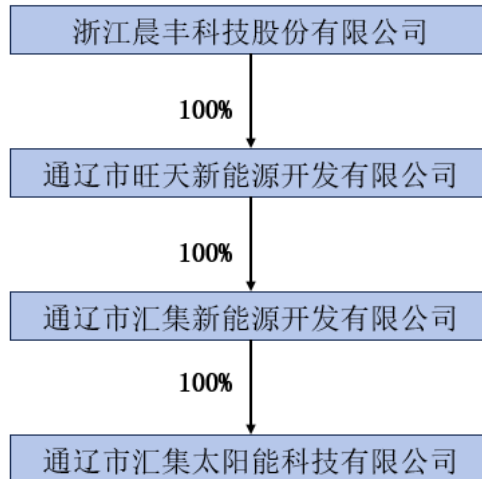 浙江晨丰科技股份有限公司
100%
通辽市旺天新能源开发有限公司
100%
通辽市汇集新能源开发有限公司
100%
通辽市汇集太阳能科技有限公司